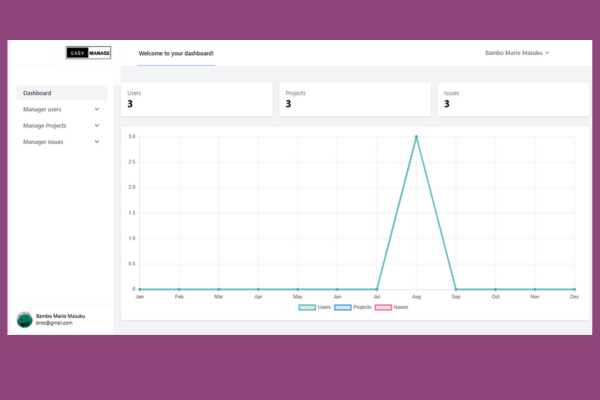 EASY MANAGE
Welcome to your dashboard!
Bambo Mario Masuku
Dashboard
Manager users
Manage Projects
Manager issues
Users
3
Projects
3
Issues
3
3.0
2.5
2.0
1.5
1.0
0.5
0
Jan Feb Mar Apr May Jun Jul Aug Sep Oct Nov Dec
Users Projects Issues
Bambo Mario Masuku
bros@gmail.com